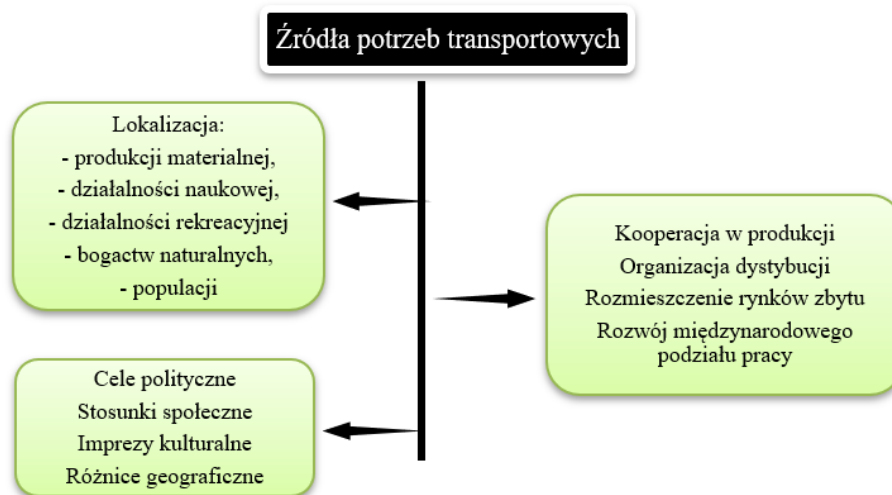 Źródła potrzeb transportowych
Lokalizacja:
- produkcji materialnej,
- działalności naukowej,
- działalności rekreacyjnej
- bogactw naturalnych,
- populacji
Kooperacja w produkcji
Organizacja dystybucji
Rozmieszczenie rynków zbytu
Rozwój międzynarodowego
podziału pracy
Cele polityczne
Stosunki społeczne
Imprezy kulturalne
Różnice geograficzne